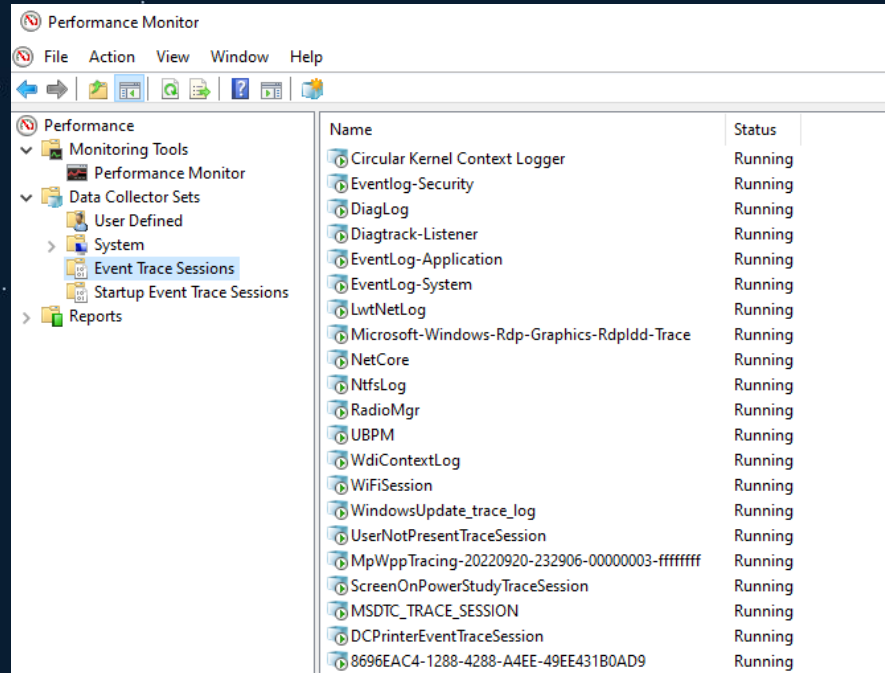 Performance Monitor
File Action View Window Help
Performance
Monitoring Tools
Performance Monitor
Data Collector Sets
User Defined
System
Event Trace Sessions
Startup Event Trace Sessions
Reports
Name Status
Circular Kernel Context Logger Running
Eventlog-Security Running
DiagLog Running
Diagtrack-Listener Running
EventLog-Application Running
EventLog-System Running
LwtNetLog Running
Microsoft-Windows-Rdp-Graphics-RdpIdd-Trace Running
NetCore Running
NtfsLog Running
RadioMgr Running
UBPM Running
WdiContextLog Running
WiFiSession Running
WindowsUpdate_trace_log Running
UserNotPresentTraceSession Running
MpWppTracing-20220920-232906-00000003-ffffffff Running
ScreenOnPowerStudyTraceSession Running
MSDTC_TRACE_SESSION Running
DCPrinterEventTraceSession Running
8696EAC4-1288-4288-A4EE-49EE431B0AD9 Running